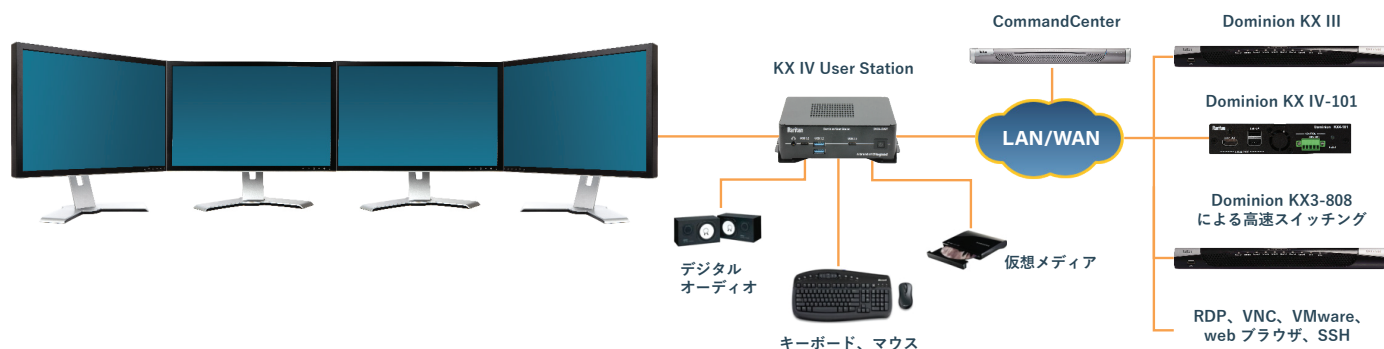 CommandCenter
Dominion KX III
KX IV User Station
Raritan
LAN/WAN
Dominion KX IV-101
Raritan
デジタル
オーディオ
仮想メディア
キーボード、マウス
Dominion KX3-808
による高速スイッチング
RDP、VNC、VMware、
web ブラウザ、SSH